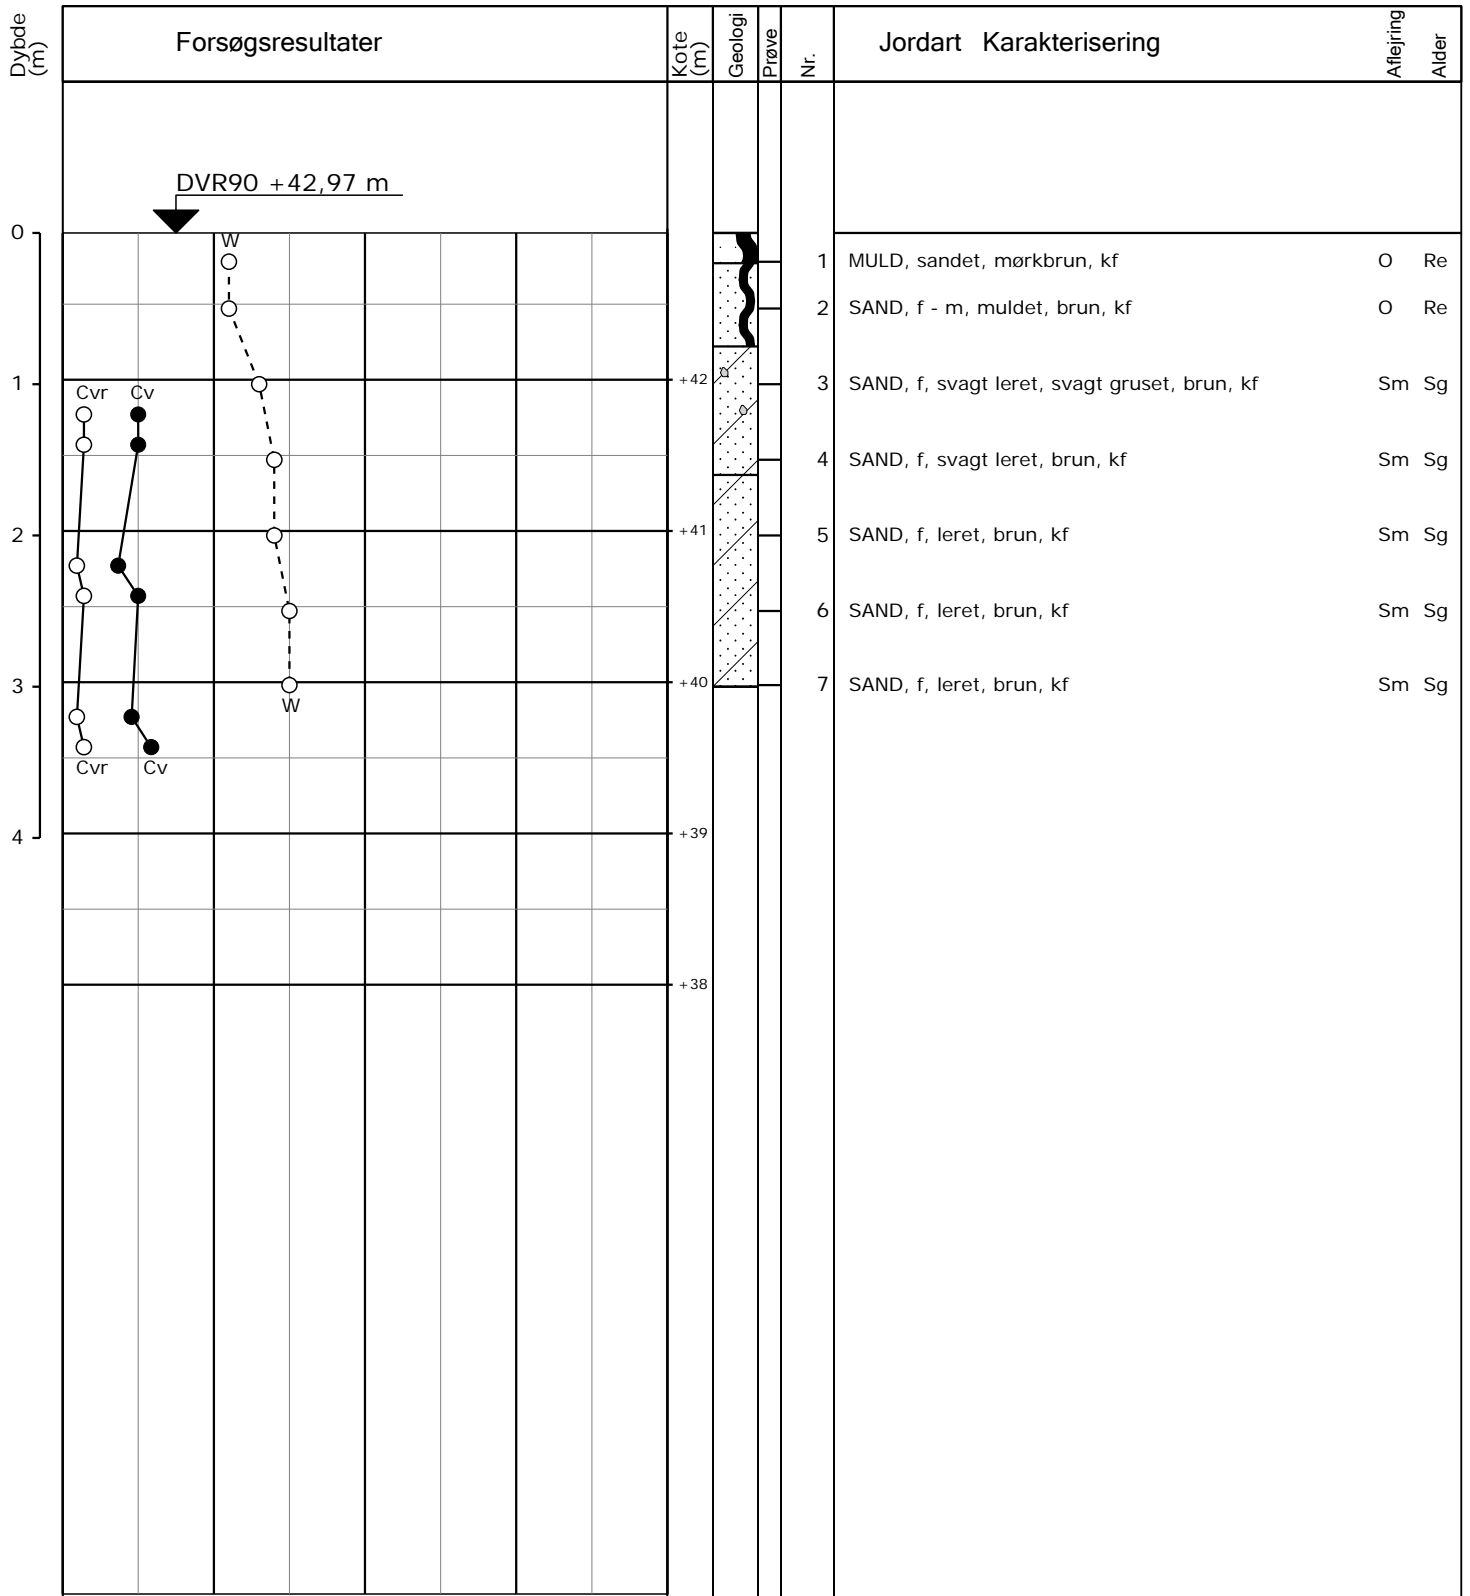 Dybde (m) Forsøgsresultater Kote (m) Geologi Prøve Nr. Jordart Karakterisering Aflejring Alder
DVR90 +42,97 m
0
W
1 MULD, sandet, mørkbrun, kf O Re
2 SAND, f - m, muldet, brun, kf O Re
1 +42 3 SAND, f, svagt leret, svagt gruset, brun, kf Sm Sg
Cvr Cv
4 SAND, f, svagt leret, brun, kf Sm Sg
2 +41 5 SAND, f, leret, brun, kf Sm Sg
6 SAND, f, leret, brun, kf Sm Sg
3 +40 7 SAND, f, leret, brun, kf Sm Sg
W
Cvr Cv
4 +39
+38